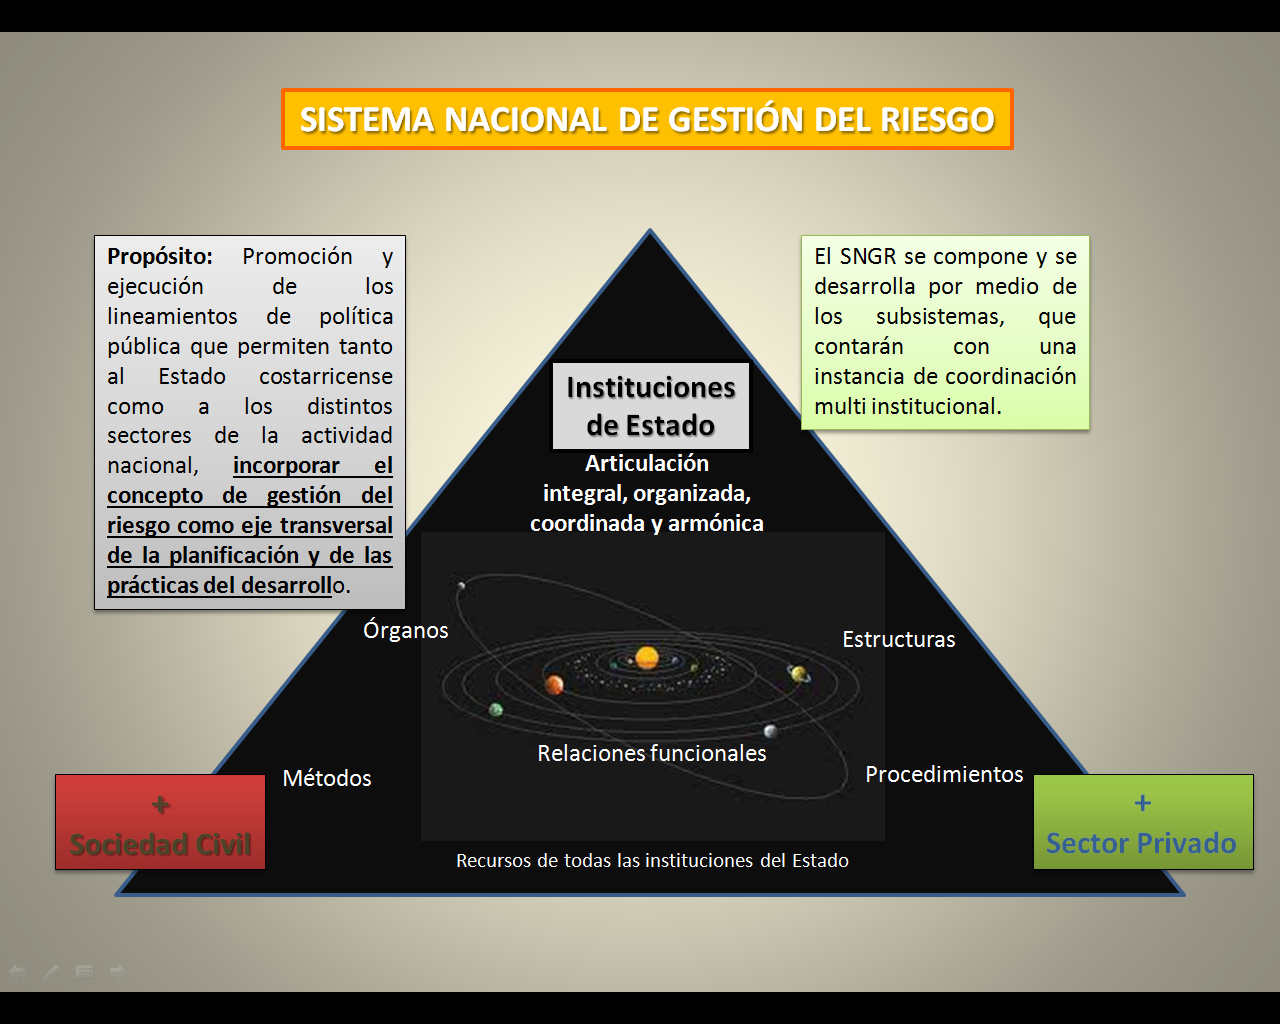 SISTEMA NACIONAL DE GESTIÓN DEL RIESGO
Propósito: Promoción y
ejecución de los
lineamientos de política
pública que permiten tanto
al Estado costarricense
como a los distintos
sectores de la actividad
nacional, incorporar el
concepto de gestión del
riesgo como eje transversal
de la planificación y de las
prácticas del desarrollo.
El SNGR se compone y se
desarrolla por medio de
los subsistemas, que
contarán con una
instancia de coordinación
multi institucional.
Instituciones
de Estado
Articulación
integral, organizada,
coordinada y armónica
Órganos
Estructuras
Relaciones funcionales
Métodos
Procedimientos
+
Sociedad Civil
+
Sector Privado
Recursos de todas las instituciones del Estado